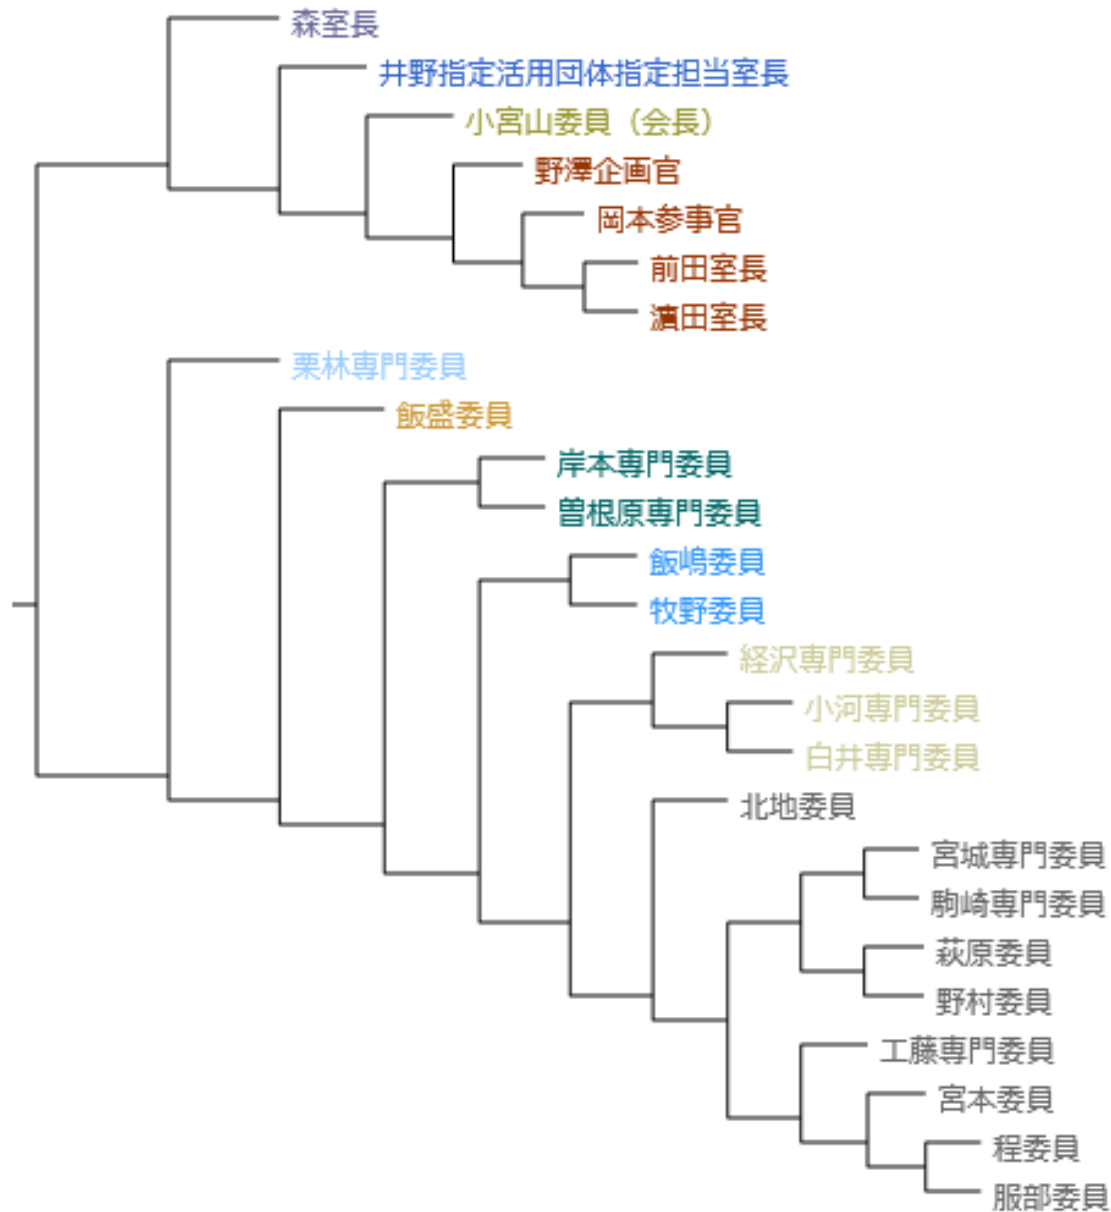 森室長
井野指定活用団体指定担当室長
小宮山委員（会長）
野澤企画官
岡本参事官
前田室長
濵田室長
栗林専門委員
飯盛委員
岸本専門委員
曽根原専門委員
飯嶋委員
牧野委員
経沢専門委員
小河専門委員
白井専門委員
北地委員
宮城専門委員
駒崎専門委員
萩原委員
野村委員
工藤専門委員
宮本委員
程委員
服部委員